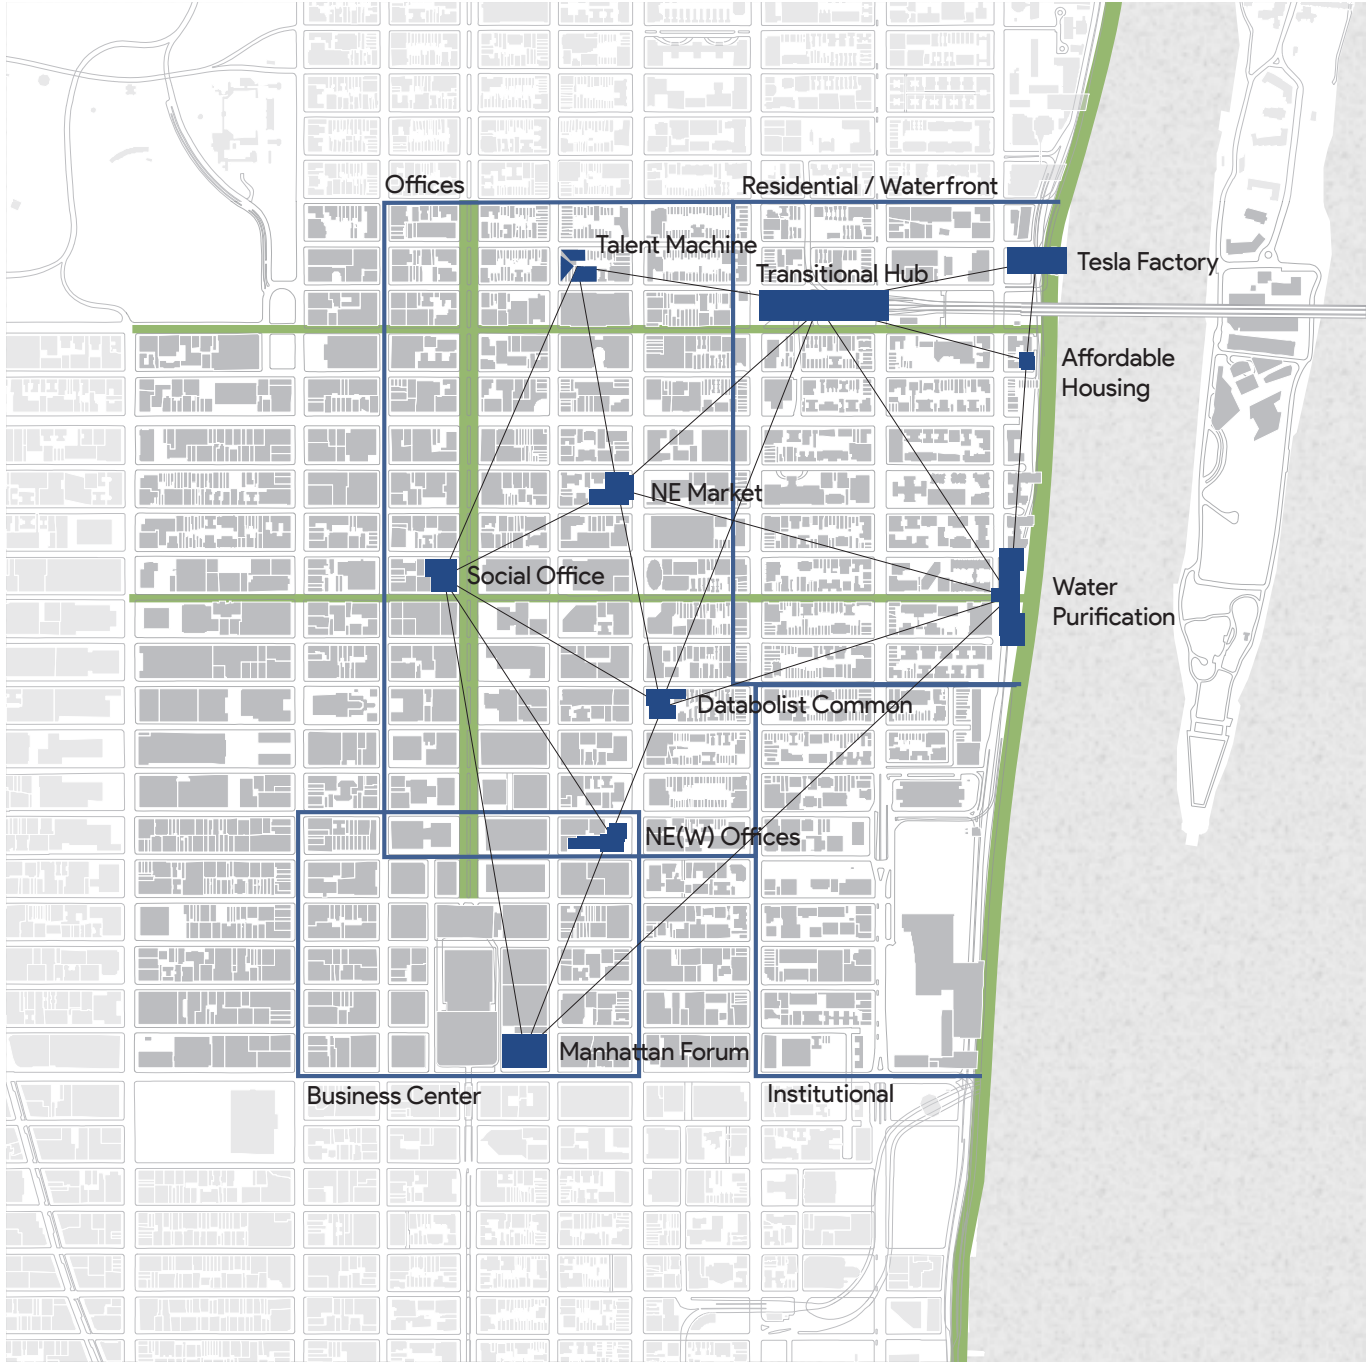 Offices
Residential / Waterfront
Talent Machine
Transitional Hub
Tesla Factory
Affordable
Housing
NE Market
Social Office
Water
Purification
Databolist Common
NE(W) Offices
Manhattan Forum
Business Center
Institutional